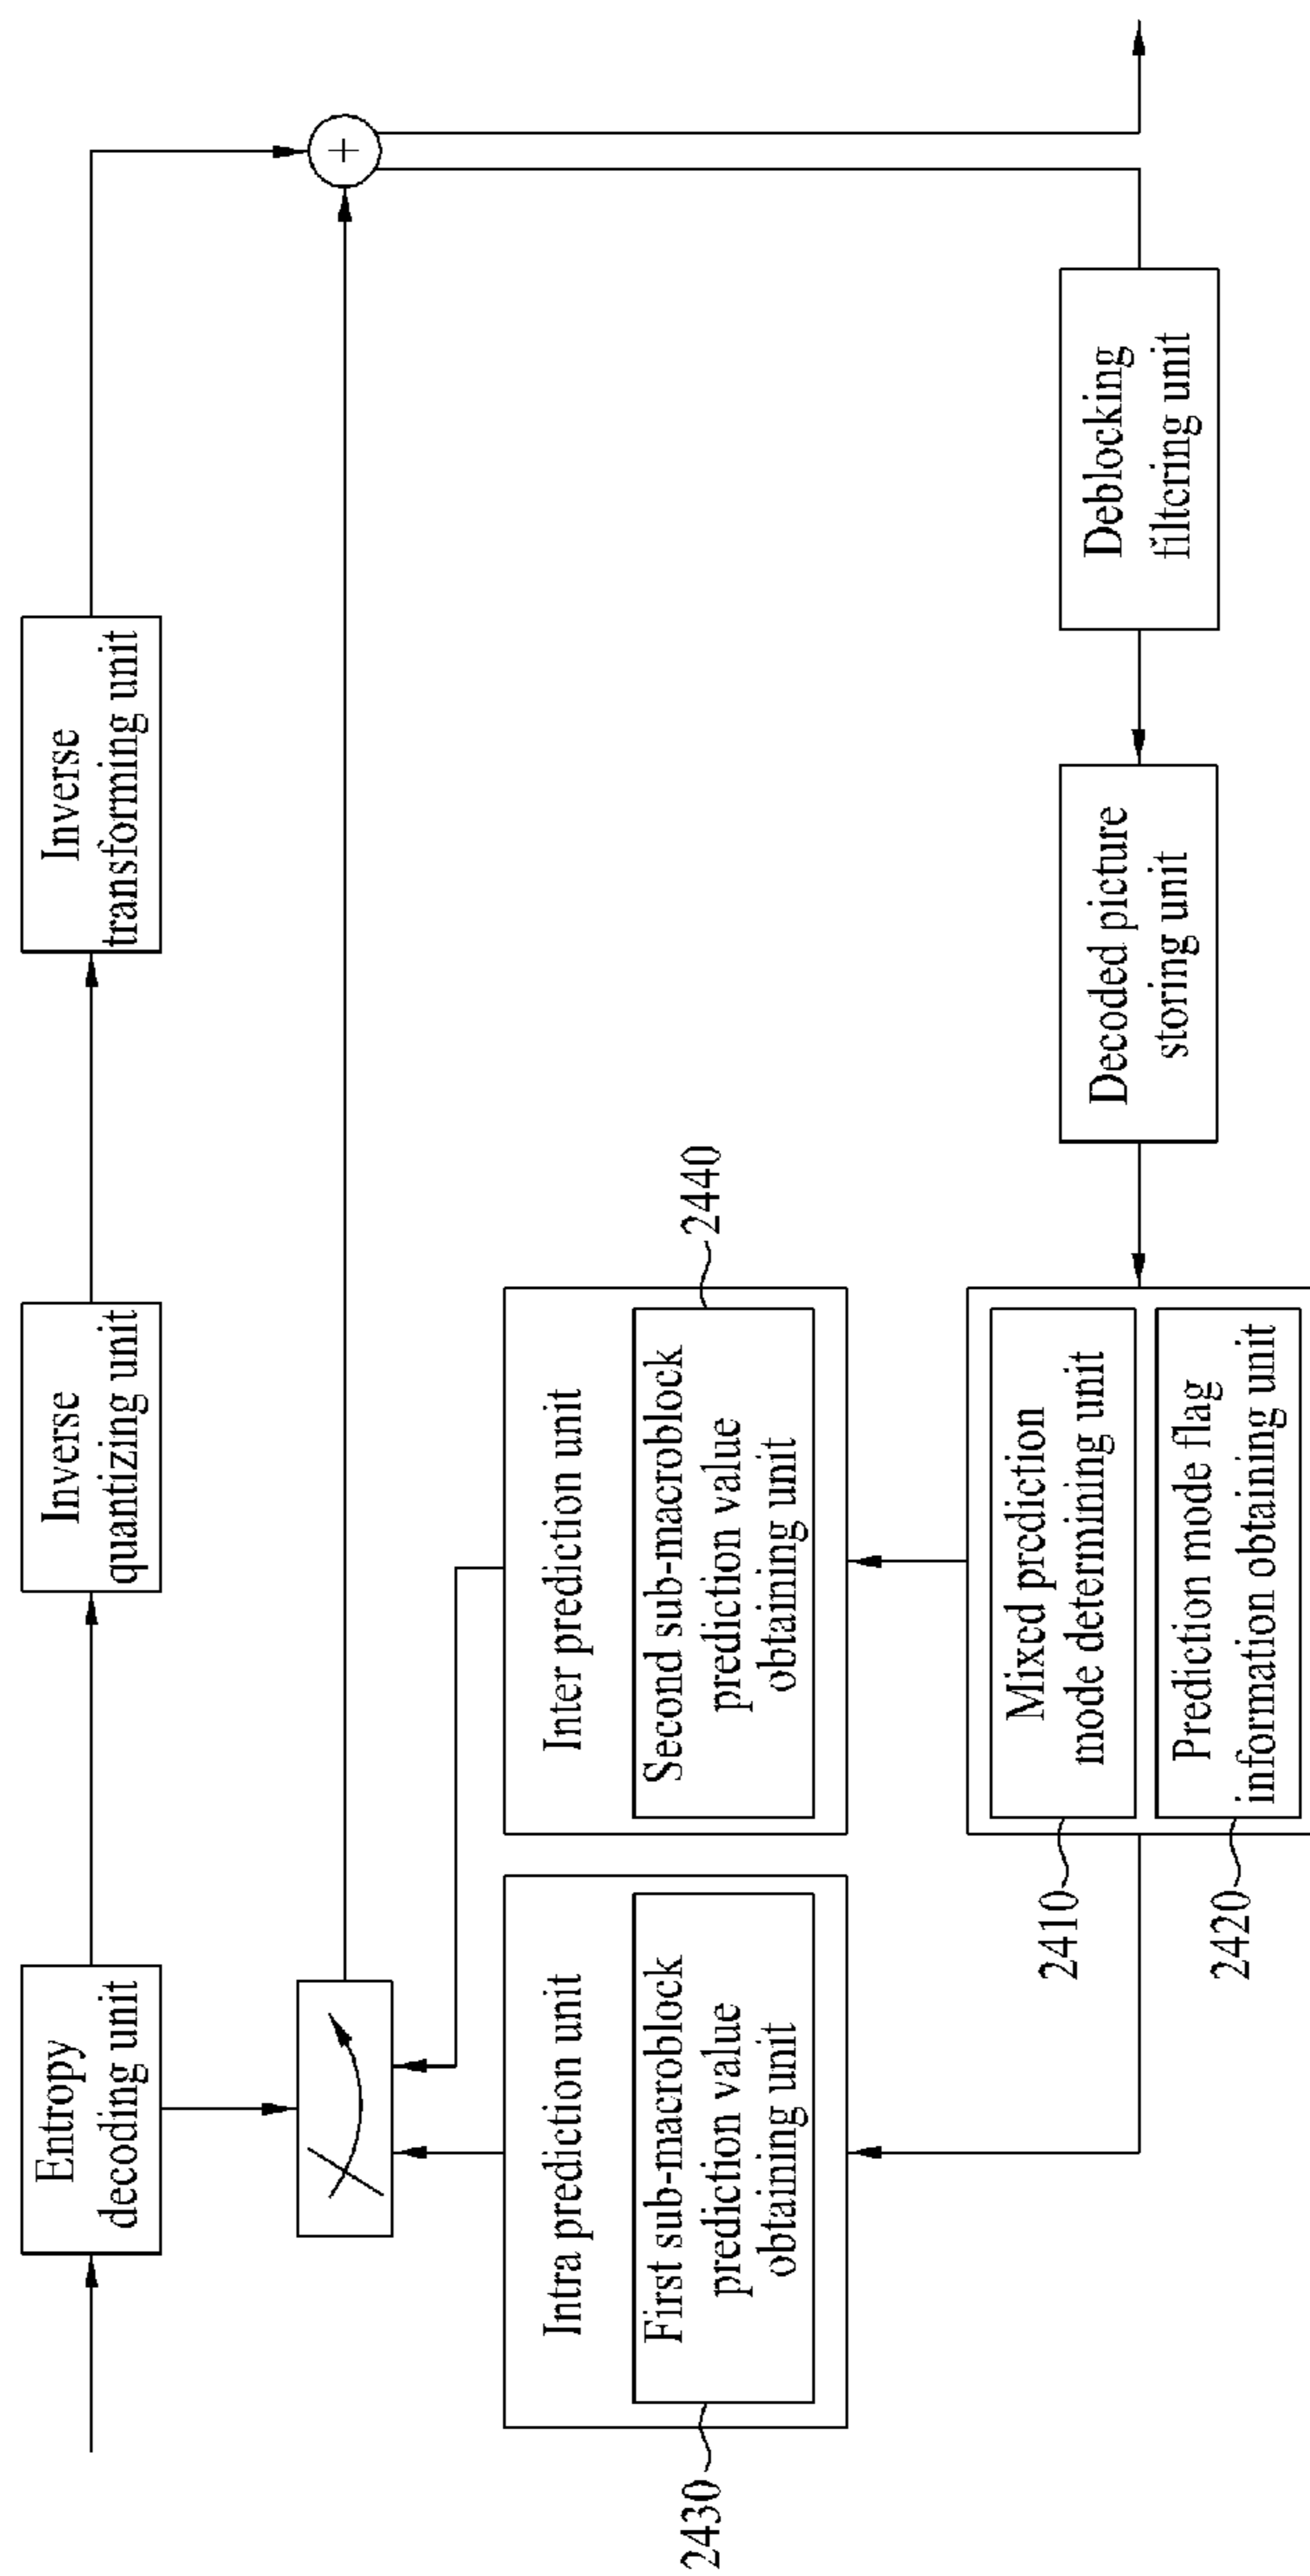 Entropy
decoding unit
Inverse
quantizing unit
Inverse
transforming unit
+
Intra prediction unit
First sub-macroblock
prediction value
obtaining unit
2430
Inter prediction unit
Second sub-macroblock
prediction value
obtaining unit
2440
Mixed prediction
mode determining unit
2410
Prediction mode flag
information obtaining unit
2420
Decoded picture
storing unit
Deblocking
filtering unit